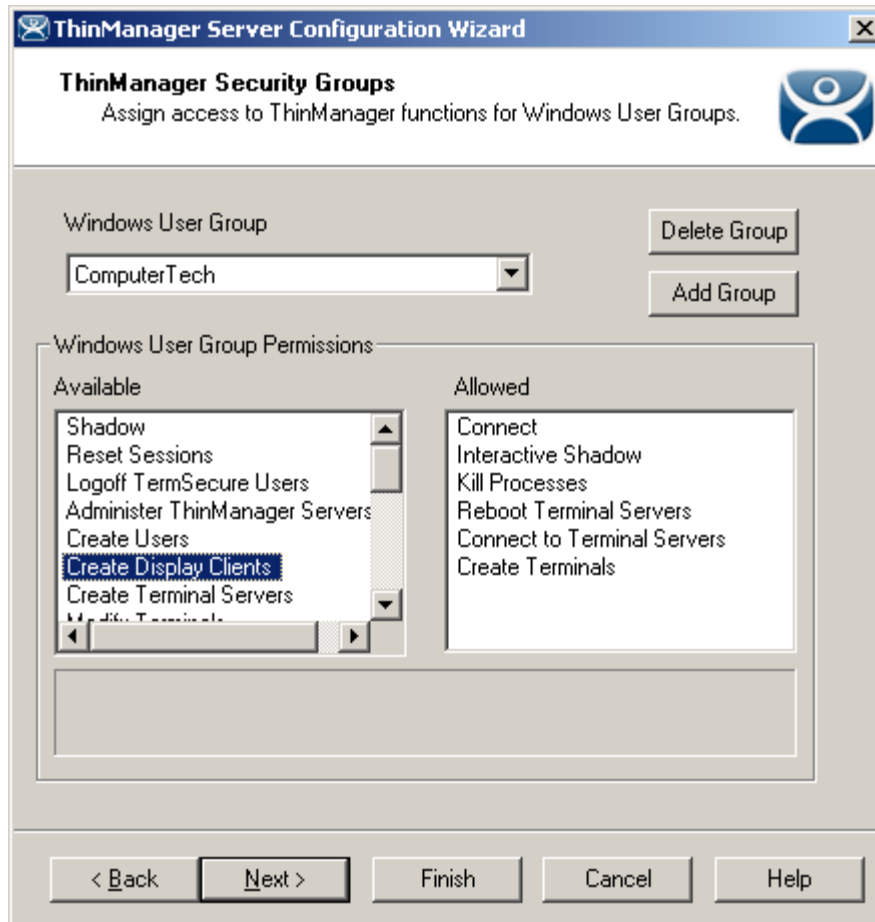 ThinManager Server Configuration Wizard
ThinManager Security Groups
Assign access to ThinManager functions for Windows User Groups.
Windows User Group
Delete Group
ComputerTech
Add Group
Windows User Group Permissions
Available
Shadow
Reset Sessions
Logoff TermSecure Users
Administer ThinManager Servers
Create Users
Create Display Clients
Create Terminal Servers
Modify Terminals
Allowed
Connect
Interactive Shadow
Kill Processes
Reboot Terminal Servers
Connect to Terminal Servers
Create Terminals
< Back
Next >
Finish
Cancel
Help